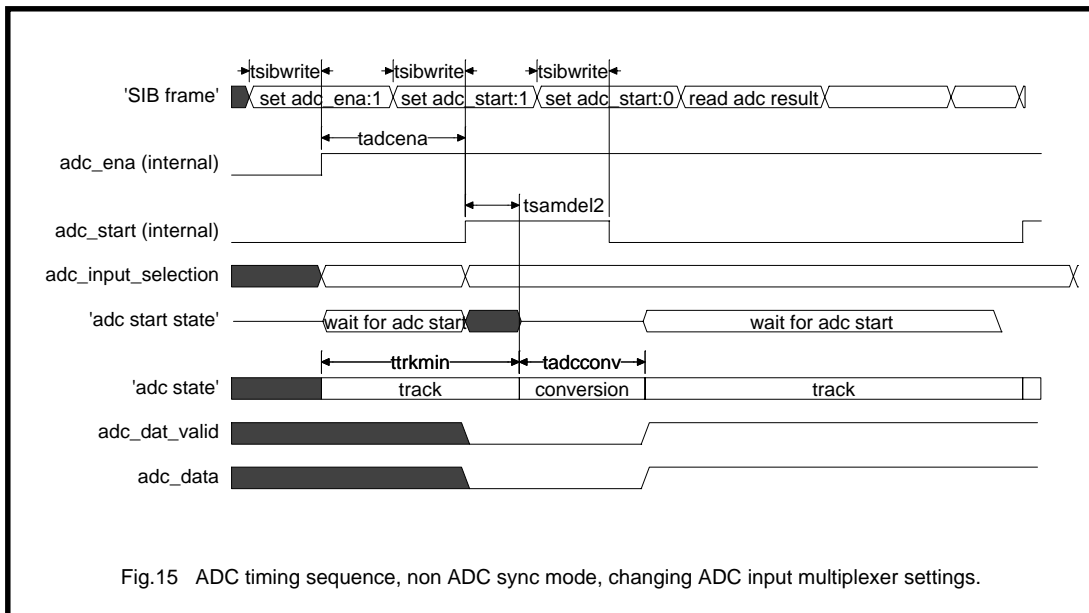 tsibwrite tsibwrite tsibwrite
'SIB frame' set adc_ena:1 set adc_start:1 set adc_start:0 read adc result
tadcena
adc_ena (internal)
tsamdel2
adc_start (internal)
adc_input_selection
'adc start state' wait for adc start wait for adc start
ttrkmin tadcconv
'adc state' track conversion track
adc_dat_valid
adc_data
Fig.15 ADC timing sequence, non ADC sync mode, changing ADC input multiplexer settings.